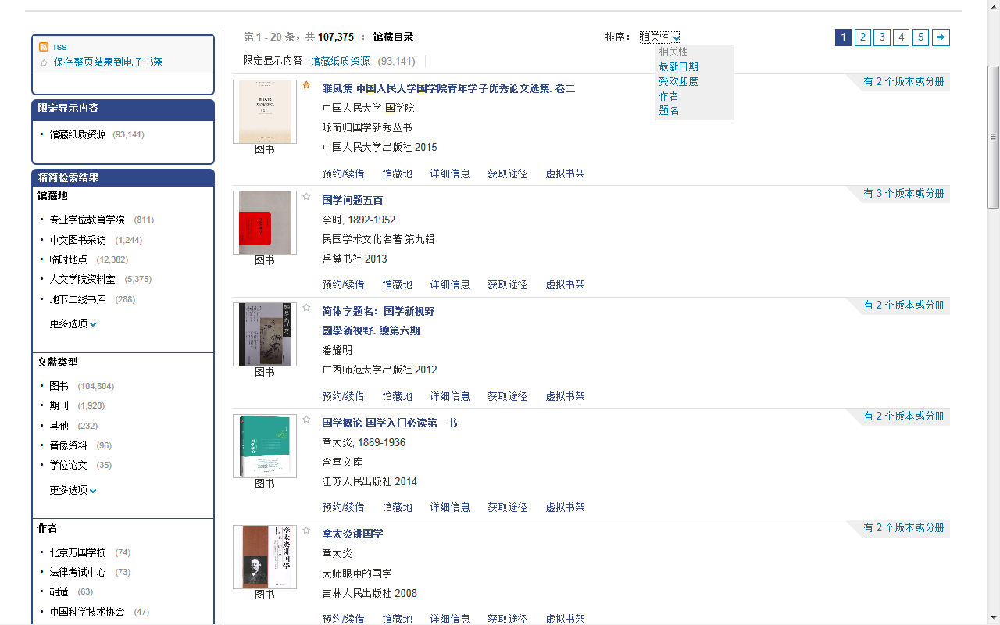 第 1 - 20 条，共 107,375 ： 馆藏目录
排序： 相关性
相关性
最新日期
受欢迎度
作者
题名
1 2 3 4 5
限定显示内容 馆藏纸质资源 (93,141)
rss
保存整页结果到电子书架
限定显示内容
馆藏纸质资源 (93,141)
精简检索结果
馆藏地
专业学位教育学院 (811)
中文图书采访 (1,244)
临时地点 (12,382)
人文学院资料室 (5,375)
地下二线书库 (288)
更多选项
文献类型
图书 (104,804)
期刊 (1,928)
其他 (232)
音像资料 (96)
学位论文 (35)
更多选项
作者
北京万国学校 (74)
法律考试中心 (73)
胡适 (63)
中国科学技术协会 (47)
雏凤集 中国人民大学国学院青年学子优秀论文选集. 卷二
有 2 个版本或分册
中国人民大学 国学院
咏而归国学新秀丛书
中国人民大学出版社 2015
图书
预约/续借 馆藏地 详细信息 获取途径 虚拟书架
国学问题五百
有 3 个版本或分册
李时, 1892-1952
民国学术文化名著 第九辑
岳麓书社 2013
图书
预约/续借 馆藏地 详细信息 获取途径 虚拟书架
简体字题名：国学新视野
有 2 个版本或分册
國學新視野. 總第六期
潘耀明
广西师范大学出版社 2012
國學新視野
图书
预约/续借 馆藏地 详细信息 获取途径 虚拟书架
国学概论 国学入门必读第一书
有 2 个版本或分册
章太炎, 1869-1936
含章文库
江苏人民出版社 2014
图书
预约/续借 馆藏地 详细信息 获取途径 虚拟书架
章太炎讲国学
有 2 个版本或分册
章太炎
大师眼中的国学
吉林人民出版社 2008
章太炎讲国学
图书
预约/续借 馆藏地 详细信息 获取途径 虚拟书架